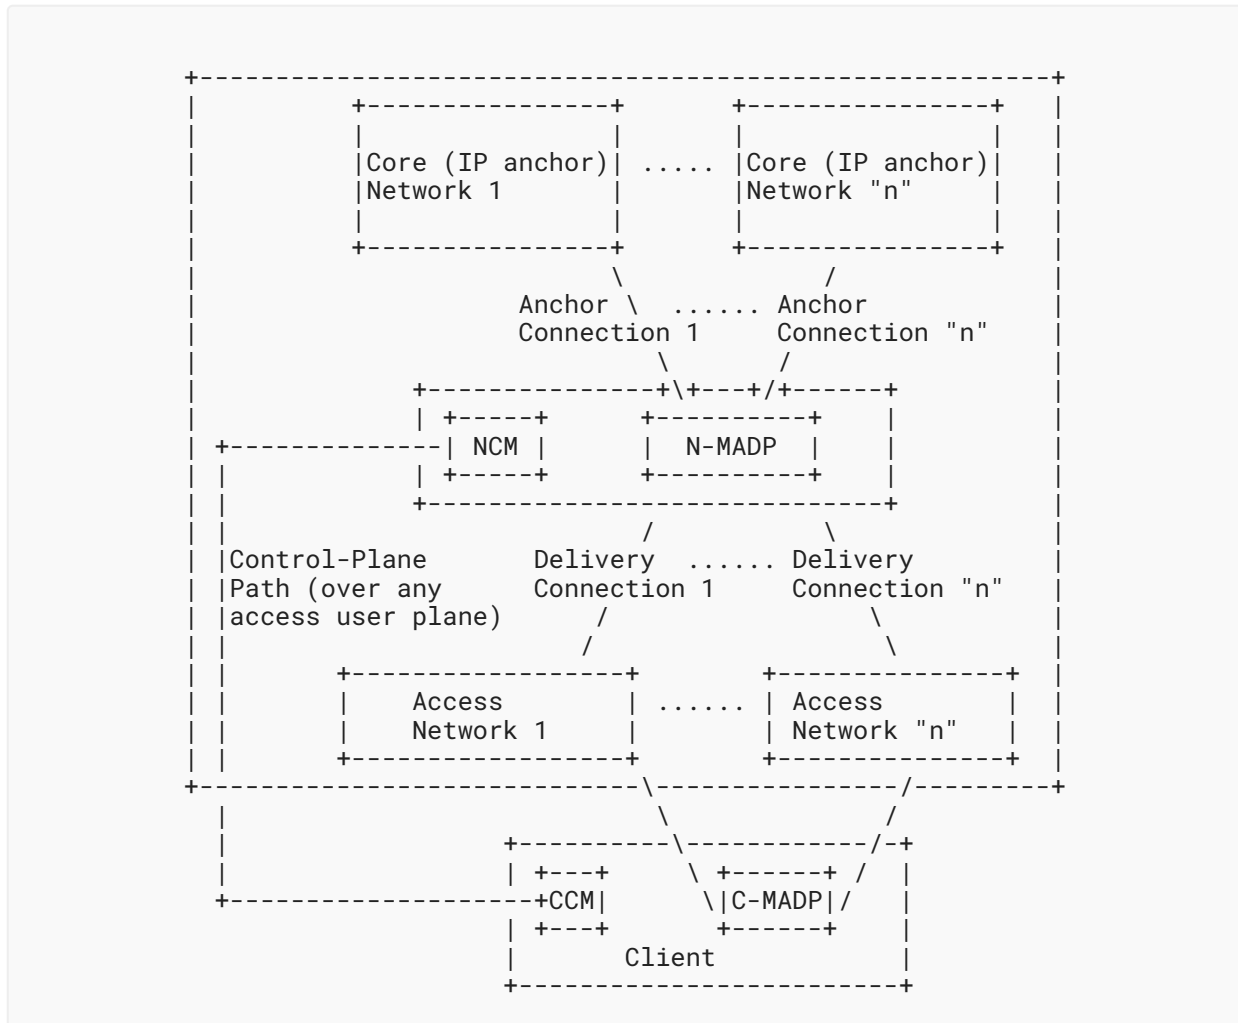 Core (IP anchor) ..... Core (IP anchor)
Network 1 Network "n"
Anchor ...... Anchor
Connection 1 Connection "n"
NCM N-MADP
Control-Plane Delivery ...... Delivery
Path (over any Connection 1 Connection "n"
access user plane)
Access ...... Access
Network 1 Network "n"
CCM C-MADP
Client